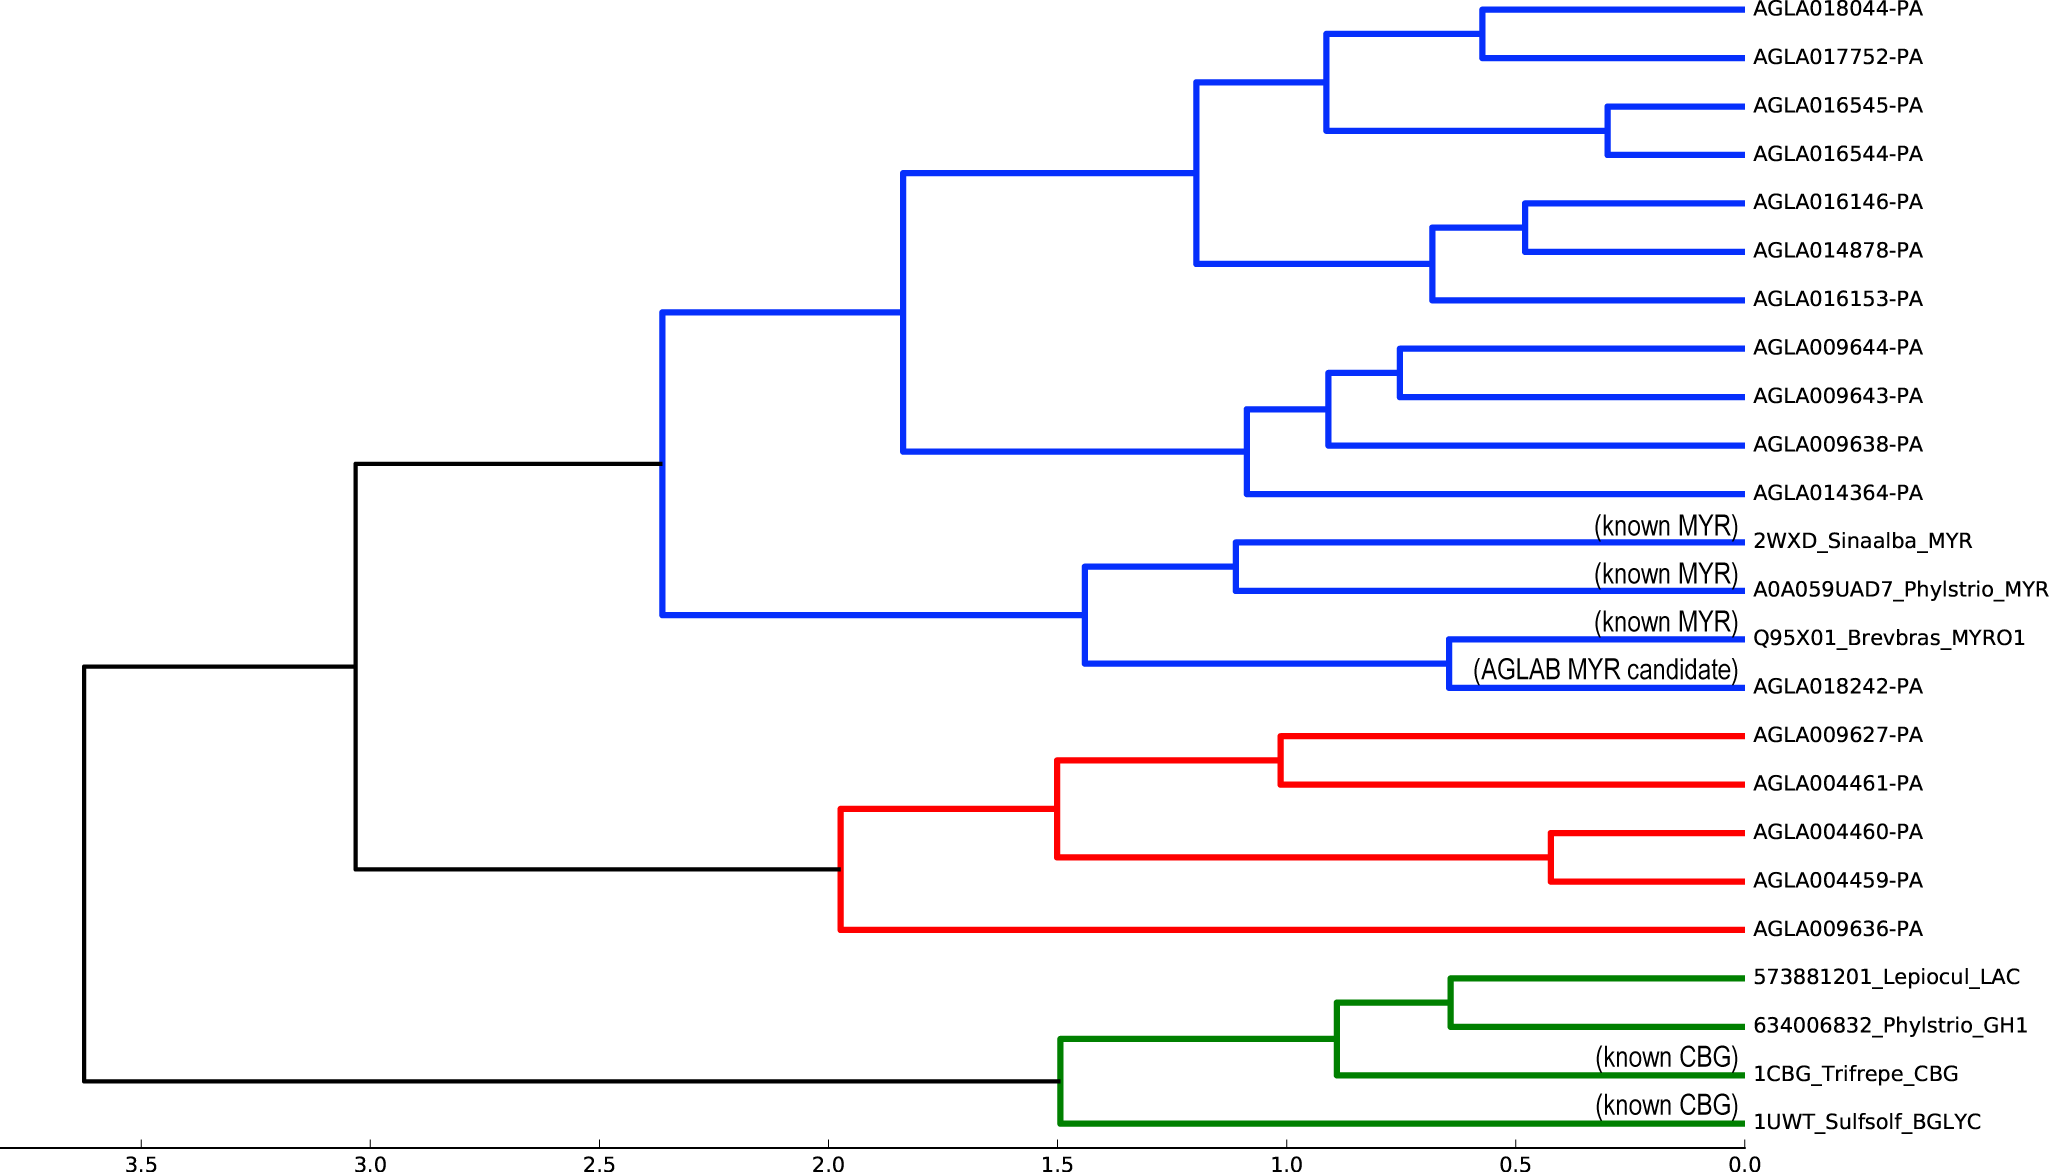 AGLA018044-PA
AGLA017752-PA
AGLA016545-PA
AGLA016544-PA
AGLA016146-PA
AGLA014878-PA
AGLA016153-PA
AGLA009644-PA
AGLA009643-PA
AGLA009638-PA
AGLA014364-PA
(known MYR)
2WXD_Sinaalba_MYR
(known MYR)
A0A059UAD7_Phylstrio_MYR
(known MYR)
Q95X01_Brevbras_MYRO1
(AGLAB MYR candidate)
AGLA018242-PA
AGLA009627-PA
AGLA004461-PA
AGLA004460-PA
AGLA004459-PA
AGLA009636-PA
573881201_Lepiocul_LAC
634006832_Phylstrio_GH1
(known CBG)
1CBG_Trifrepe_CBG
(known CBG)
1UWT_Sulfsolf_BGLYC
3.5 3.0 2.5 2.0 1.5 1.0 0.5 0.0